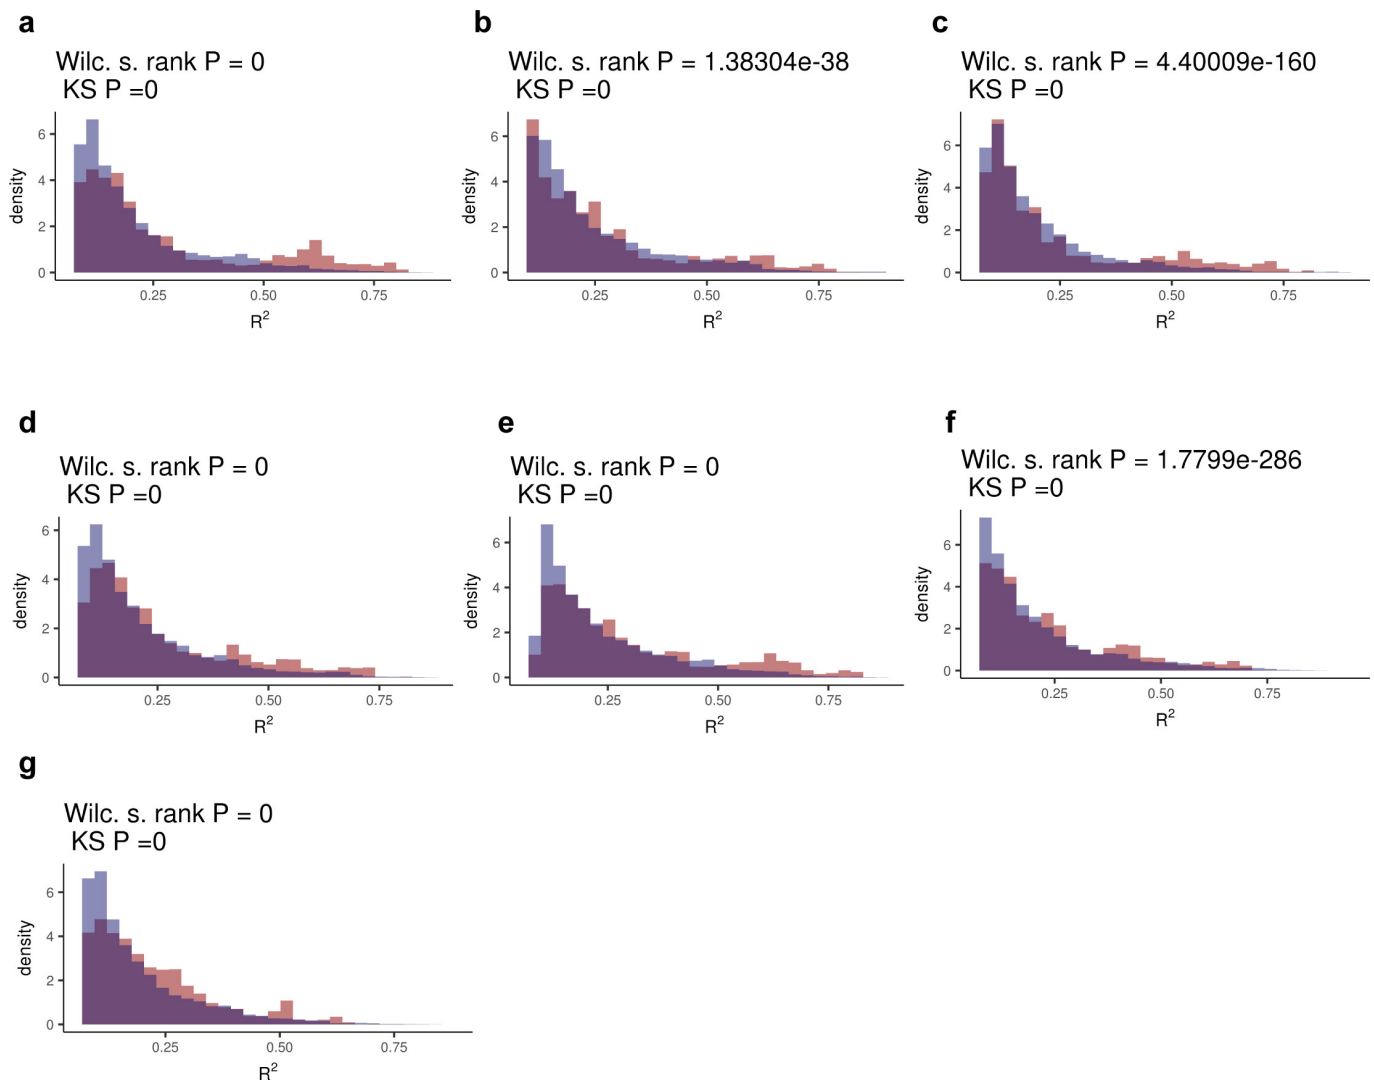 a
Wilc. s. rank P = 0
KS P =0
6
4
2
0
density
0.25 0.50 0.75
R²
b
Wilc. s. rank P = 1.38304e-38
KS P =0
6
4
2
0
density
0.25 0.50 0.75
R²
c
Wilc. s. rank P = 4.40009e-160
KS P =0
6
4
2
0
density
0.25 0.50 0.75
R²
d
Wilc. s. rank P = 0
KS P =0
6
4
2
0
density
0.25 0.50 0.75
R²
e
Wilc. s. rank P = 0
KS P =0
6
4
2
0
density
0.25 0.50 0.75
R²
f
Wilc. s. rank P = 1.7799e-286
KS P =0
6
4
2
0
density
0.25 0.50 0.75
R²
g
Wilc. s. rank P = 0
KS P =0
6
4
2
0
density
0.25 0.50 0.75
R²